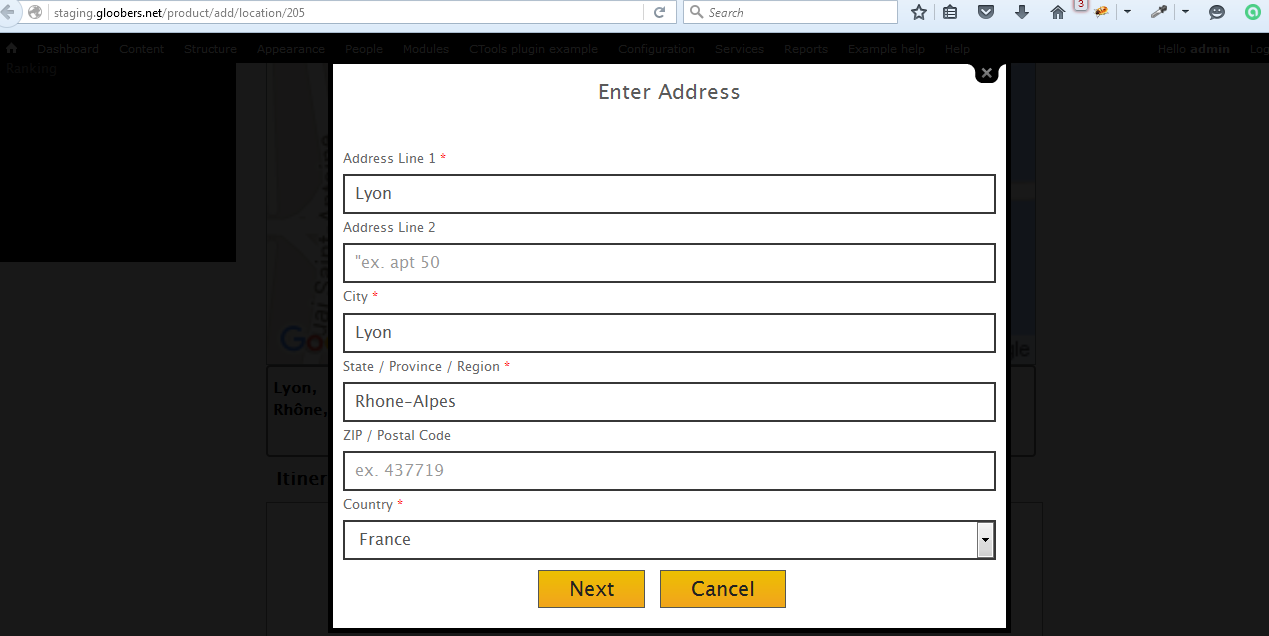 staging.gloobers.net/product/add/location/205
Search
3
Dashboard Content Structure Appearance People Modules CTools plugin example Configuration Services Reports Example help Help Hello admin Log
Ranking
Enter Address
Address Line 1 *
Lyon
Address Line 2
"ex. apt 50
City *
Lyon
State / Province / Region *
Rhone-Alpes
ZIP / Postal Code
ex. 437719
Country *
France
Next Cancel
Lyon,
Rhône,
Itiner